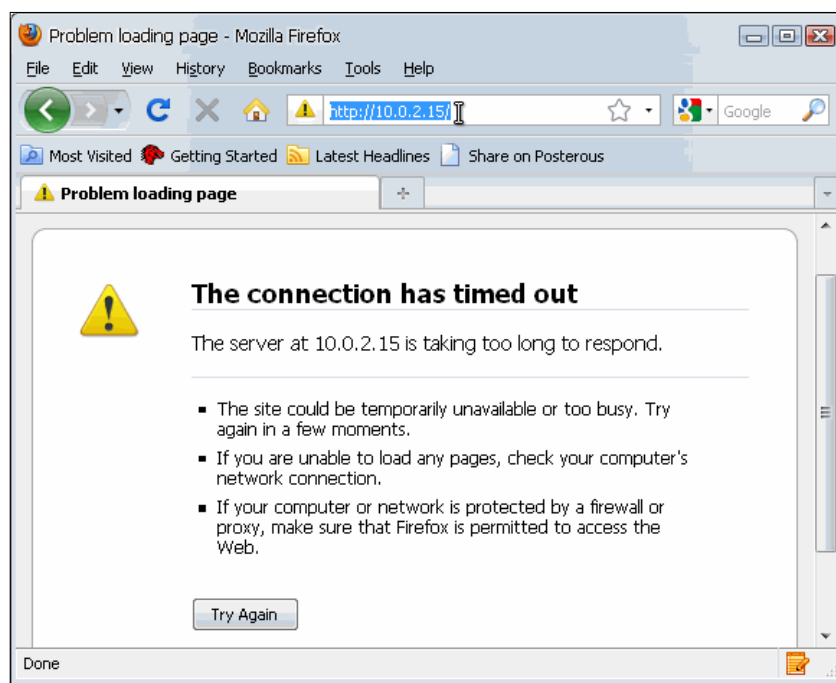 Problem loading page - Mozilla Firefox
File Edit View History Bookmarks Tools Help
http://10.0.2.15/ Google
Most Visited Getting Started Latest Headlines Share on Posterous
Problem loading page
The connection has timed out
The server at 10.0.2.15 is taking too long to respond.
The site could be temporarily unavailable or too busy. Try
again in a few moments.
If you are unable to load any pages, check your computer's
network connection.
If your computer or network is protected by a firewall or
proxy, make sure that Firefox is permitted to access the
Web.
Try Again
Done